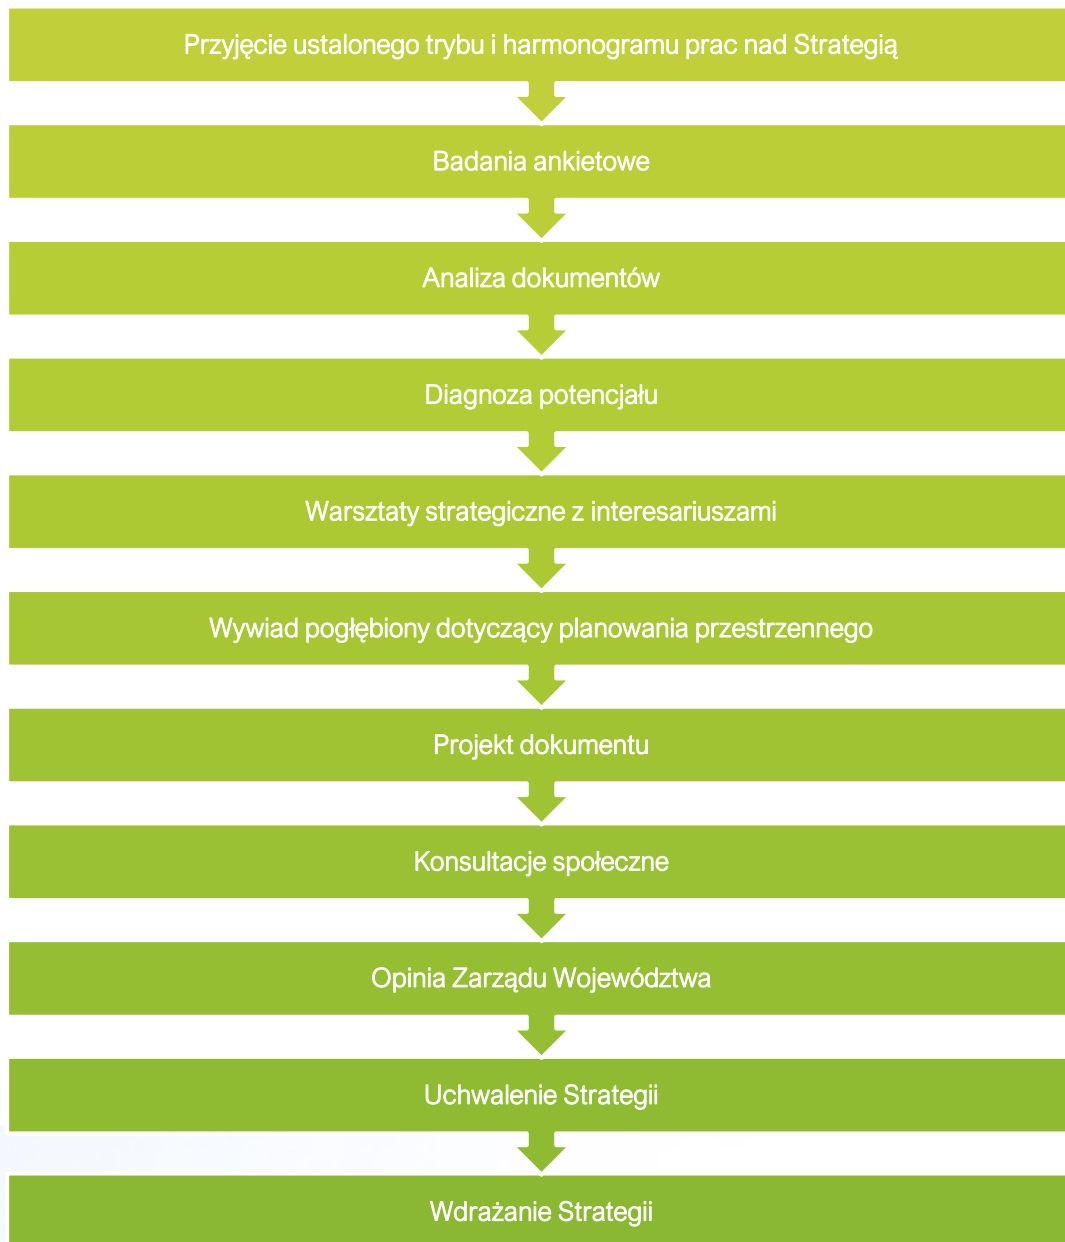 Przyjęcie ustalonego trybu i harmonogramu prac nad Strategią
Badania ankietowe
Analiza dokumentów
Diagnoza potencjału
Warsztaty strategiczne z interesariuszami
Wywiad pogłębiony dotyczący planowania przestrzennego
Projekt dokumentu
Konsultacje społeczne
Opinia Zarządu Województwa
Uchwalenie Strategii
Wdrażanie Strategii